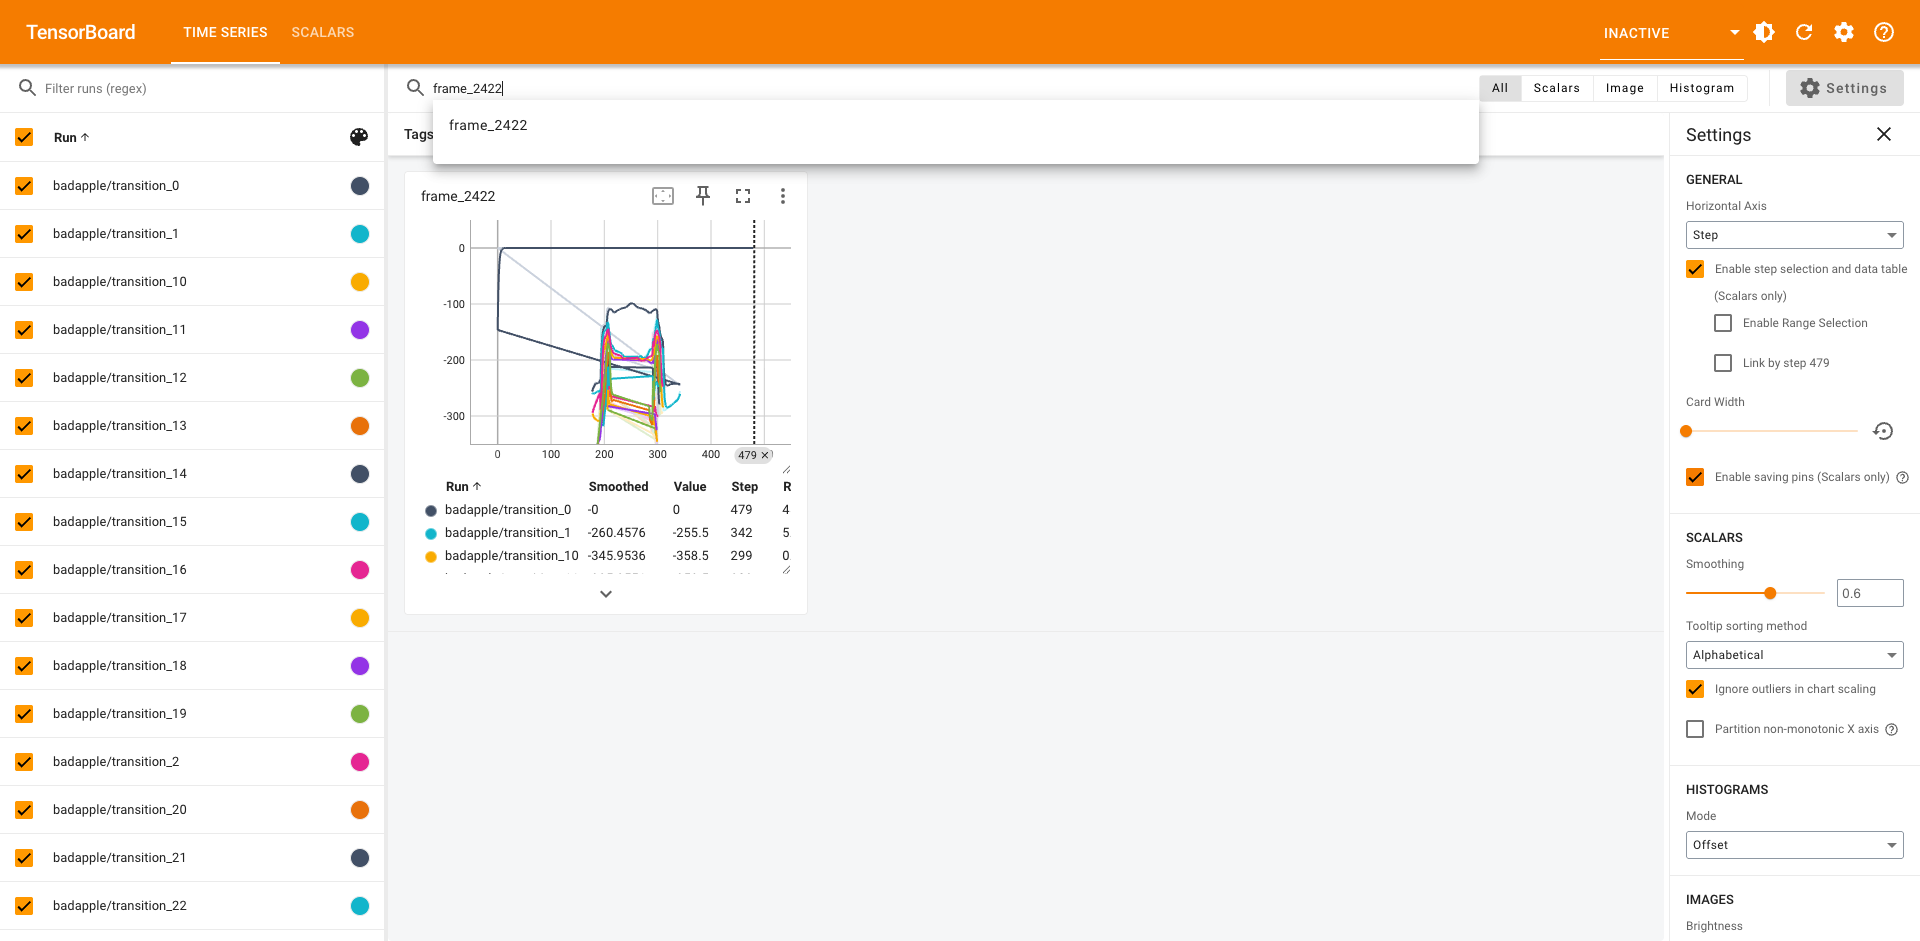 TensorBoard TIME SERIES SCALARS INACTIVE
Filter runs (regex)
frame_2422
All Scalars Image Histogram
Settings
frame_2422
Tags
Run
badapple/transition_0
badapple/transition_1
badapple/transition_10
badapple/transition_11
badapple/transition_12
badapple/transition_13
badapple/transition_14
badapple/transition_15
badapple/transition_16
badapple/transition_17
badapple/transition_18
badapple/transition_19
badapple/transition_2
badapple/transition_20
badapple/transition_21
badapple/transition_22
frame_2422
0
-100
-200
-300
0 100 200 300 400 479
Run Smoothed Value Step R
badapple/transition_0 -0 0 479 4
badapple/transition_1 -260.4576 -255.5 342 5
badapple/transition_10 -345.9536 -358.5 299 0
Settings
GENERAL
Horizontal Axis
Step
Enable step selection and data table
(Scalars only)
Enable Range Selection
Link by step 479
Card Width
Enable saving pins (Scalars only)
SCALARS
Smoothing
0.6
Tooltip sorting method
Alphabetical
Ignore outliers in chart scaling
Partition non-monotonic X axis
HISTOGRAMS
Mode
Offset
IMAGES
Brightness